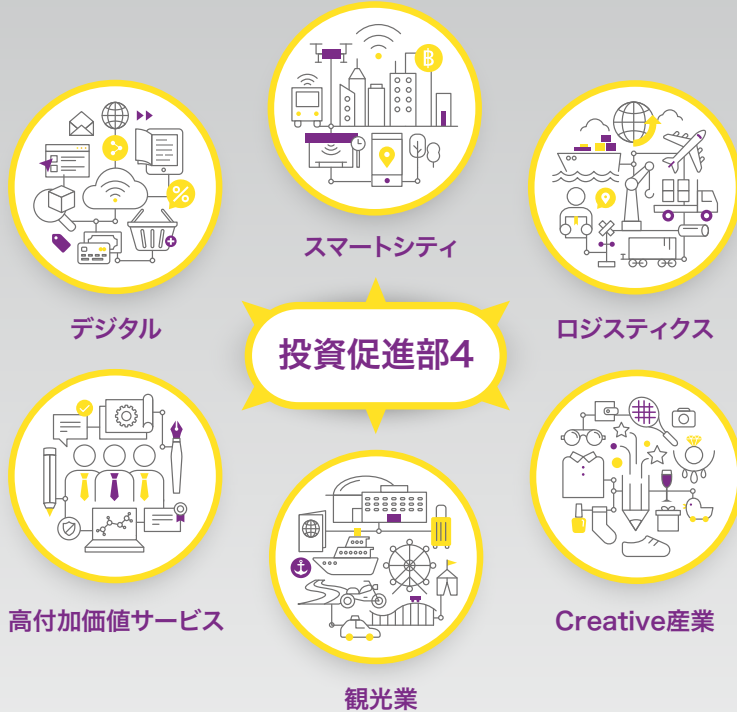 スマートシティ
デジタル
ロジスティクス
投資促進部4
高付加価値サービス
Creative産業
観光業